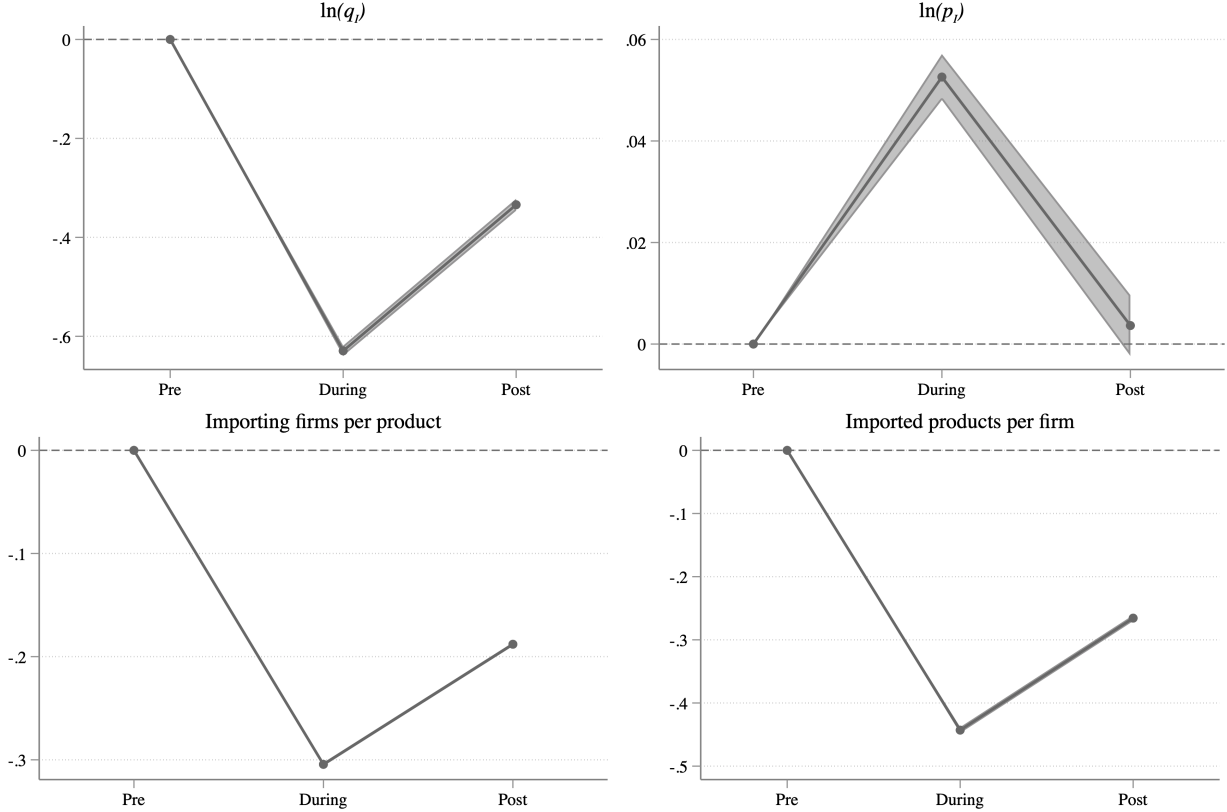 ln(qᵢ)
0
-.2
-.4
-.6
Pre During Post
ln(pᵢ)
.06
.04
.02
0
Pre During Post
Importing firms per product
0
-.1
-.2
-.3
Pre During Post
Imported products per firm
0
-.1
-.2
-.3
-.4
-.5
Pre During Post